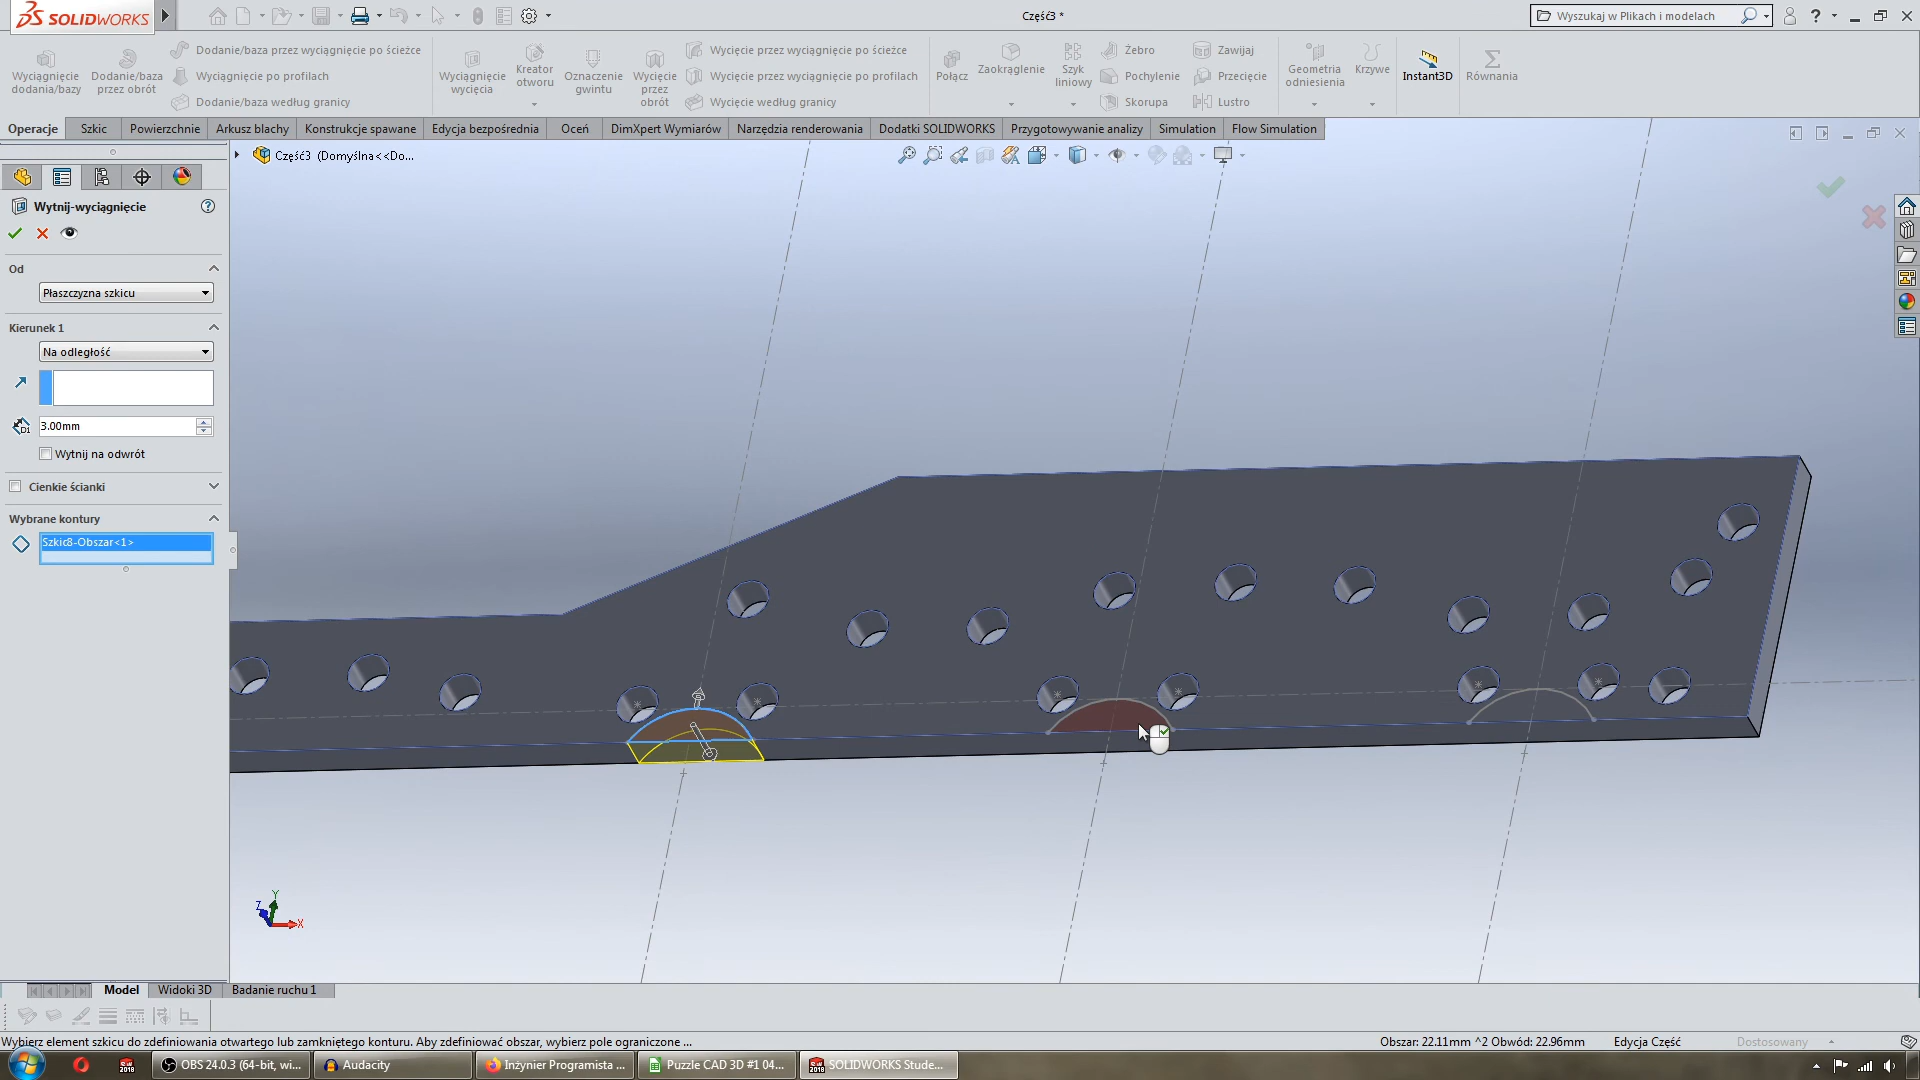 SOLIDWORKS
Część3 *
Wyszukaj w Plikach i modelach
?
Wyciągnięcie dodania/bazy
Dodanie/baza przez obrót
Dodanie/baza przez wyciągnięcie po ścieżce
Wyciągnięcie po profilach
Dodanie/baza według granicy
Wyciągnięcie wycięcia
Kreator otworu
Oznaczenie gwintu
Wycięcie przez obrót
Wycięcie przez wyciągnięcie po ścieżce
Wycięcie przez wyciągnięcie po profilach
Wycięcie według granicy
Połącz
Zaokrąglenie
Szyk liniowy
Żebro
Pochylenie
Skorupa
Zawijaj
Przecięcie
Lustro
Geometria odniesienia
Krzywe
Instant3D
Równania
Operacje
Szkic
Powierzchnie
Arkusz blachy
Konstrukcje spawane
Edycja bezpośrednia
Oceń
DimXpert Wymiarów
Narzędzia renderowania
Dodatki SOLIDWORKS
Przygotowywanie analizy
Simulation
Flow Simulation
Część3 (Domyślna<<Do...
Wytnij-wyciągnięcie
Od
Płaszczyzna szkicu
Kierunek 1
Na odległość
D1
3.00mm
Wytnij na odwrót
Cienkie ścianki
Wybrane kontury
Szkic8-Obszar<1>
Y
Z
X
Model
Widoki 3D
Badanie ruchu 1
Wybierz element szkicu do zdefiniowania otwartego lub zamkniętego konturu. Aby zdefiniować obszar, wybierz pole ograniczone ...
Obszar: 22.11mm ^2 Obwód: 22.96mm
Edycja Część
Dostosowany
OBS 24.0.3 (64-bit, wi...
Audacity
Inżynier Programista ...
Puzzle CAD 3D #1 04...
SOLIDWORKS Stude...